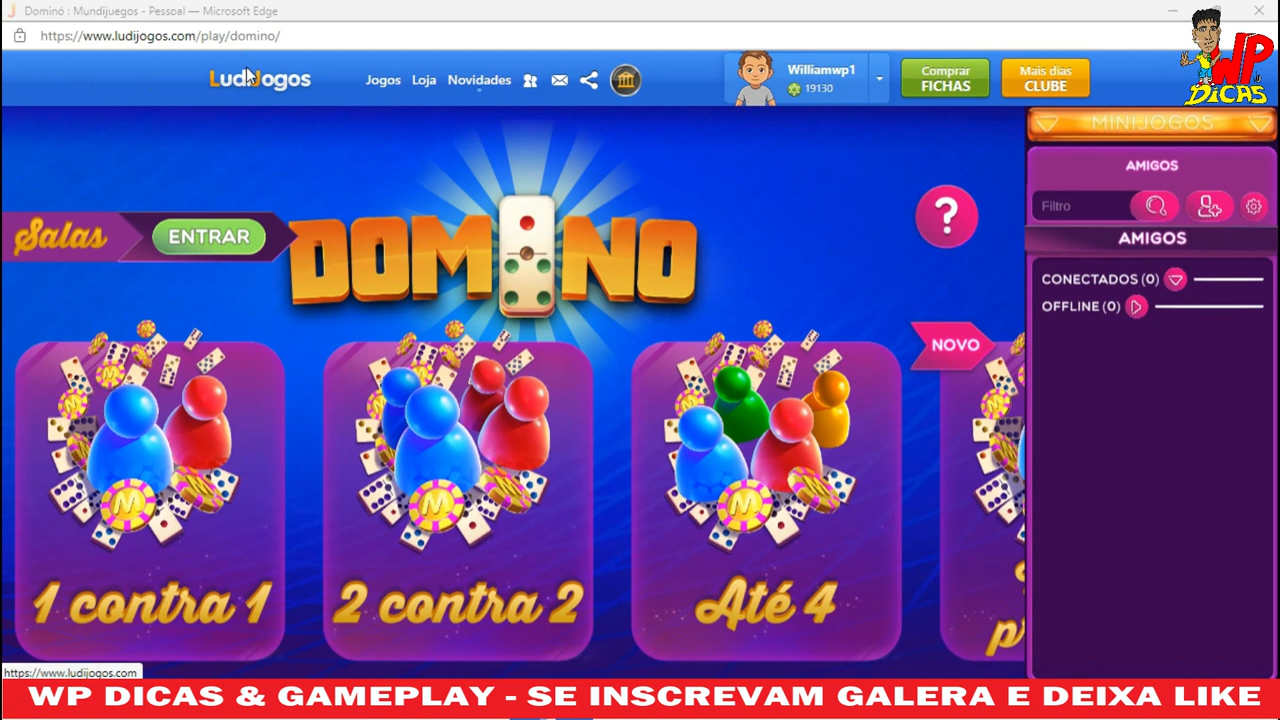 Dominó : Mundijuegos - Pessoal — Microsoft Edge
https://www.ludijogos.com/play/domino/
LudiJogos
Jogos
Loja
Novidades
Williamwp1
19130
Comprar
FICHAS
Mais dias
CLUBE
WP
DICAS
MINIJOGOS
AMIGOS
Filtro
AMIGOS
CONECTADOS (0)
OFFLINE (0)
Salas
ENTRAR
DOMINO
?
NOVO
1 contra 1
2 contra 2
Até 4
https://www.ludijogos.com
WP DICAS & GAMEPLAY - SE INSCREVAM GALERA E DEIXA LIKE